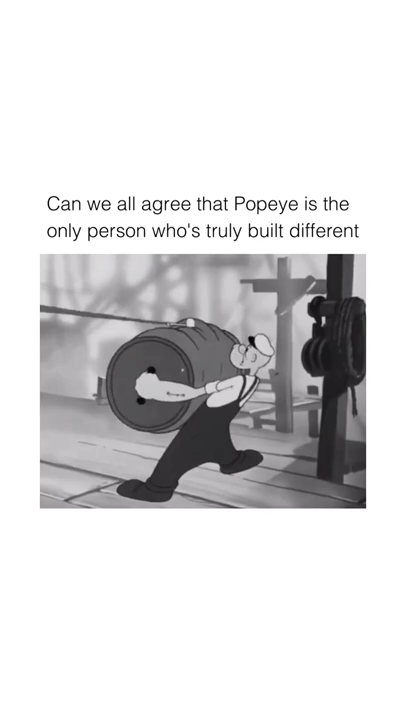 Can we all agree that Popeye is the
only person who's truly built different